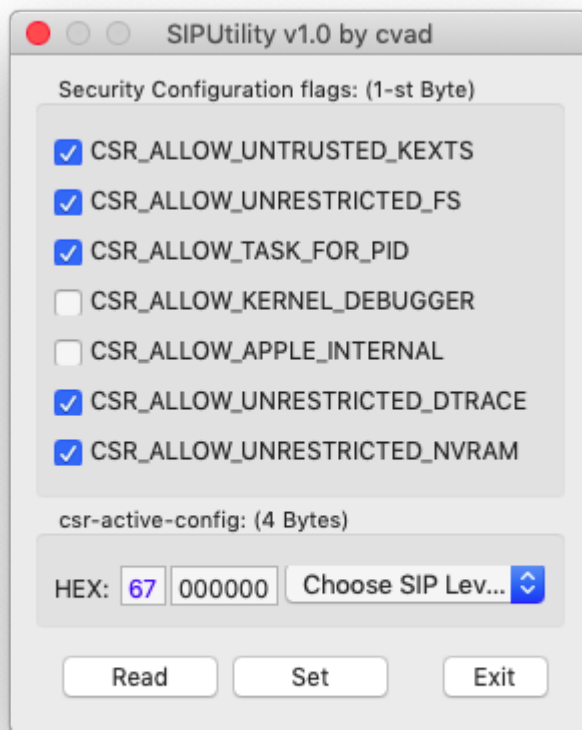 SIPUtility v1.0 by cvad
Security Configuration flags: (1-st Byte)
CSR_ALLOW_UNTRUSTED_KEXTS
CSR_ALLOW_UNRESTRICTED_FS
CSR_ALLOW_TASK_FOR_PID
CSR_ALLOW_KERNEL_DEBUGGER
CSR_ALLOW_APPLE_INTERNAL
CSR_ALLOW_UNRESTRICTED_DTRACE
CSR_ALLOW_UNRESTRICTED_NVRAM
csr-active-config: (4 Bytes)
HEX: 67 000000 Choose SIP Lev...
Read Set Exit